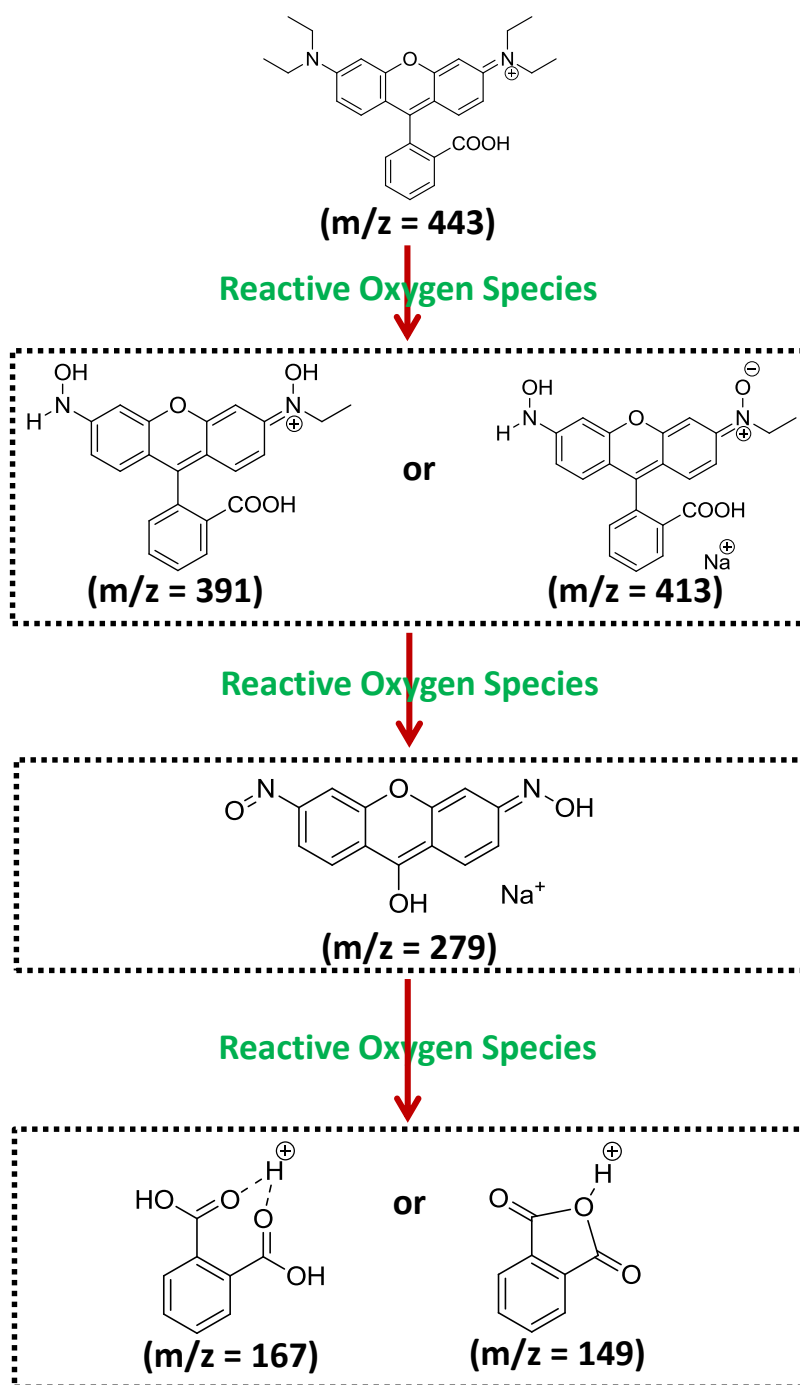 N O N
⊕
COOH
(m/z = 443)
Reactive Oxygen Species
OH OH
H N O N
⊕
COOH
(m/z = 391)
or
OH O ⊖
H N O N
⊕
COOH
Na ⊕
(m/z = 413)
Reactive Oxygen Species
O N O N OH
OH Na⁺
(m/z = 279)
Reactive Oxygen Species
⊕
HO O H
O
OH
(m/z = 167)
or
⊕
H
O O
O
(m/z = 149)